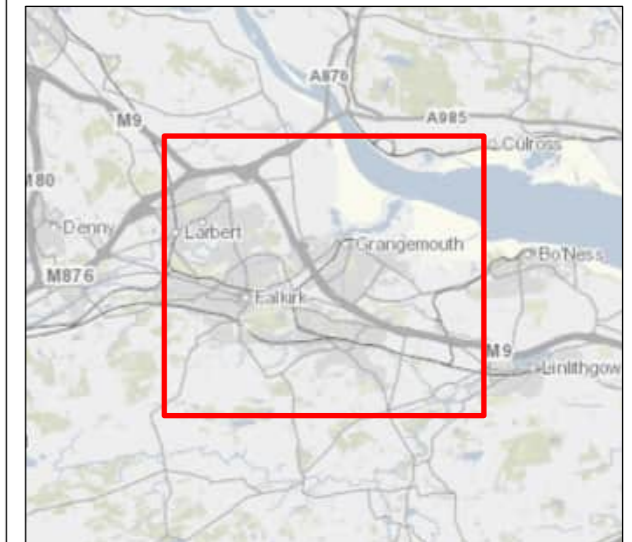 A876
M9
A985
Culross
M80
Denny
Larbert
Grangemouth
Bo'Ness
M876
Falkirk
M9
Linlithgow